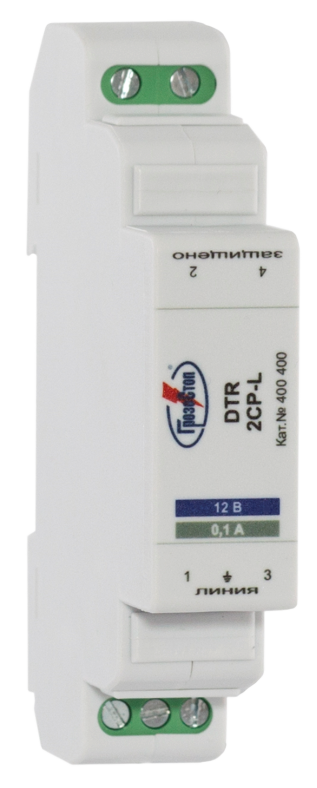 защищено
2 4
ГрозоСтоп
®
DTR
2CP-L
Кат.№ 400 400
12 В
0,1 А
1 3
ЛИНИЯ